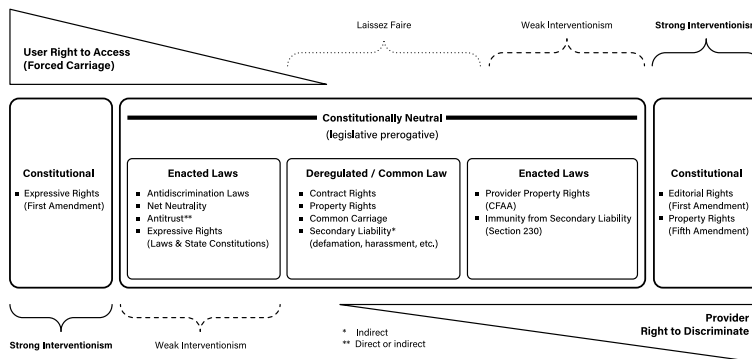 Laissez Faire
Weak Interventionism
Strong Interventionism
User Right to Access
(Forced Carriage)
Constitutionally Neutral
(legislative prerogative)
Constitutional
▪ Expressive Rights
(First Amendment)
Enacted Laws
▪ Antidiscrimination Laws
▪ Net Neutrality
▪ Antitrust**
▪ Expressive Rights
(Laws & State Constitutions)
Deregulated / Common Law
▪ Contract Rights
▪ Property Rights
▪ Common Carriage
▪ Secondary Liability*
(defamation, harassment, etc.)
Enacted Laws
▪ Provider Property Rights
(CFAA)
▪ Immunity from Secondary Liability
(Section 230)
Constitutional
▪ Editorial Rights
(First Amendment)
▪ Property Rights
(Fifth Amendment)
Strong Interventionism
Weak Interventionism
* Indirect
** Direct or indirect
Provider
Right to Discriminate